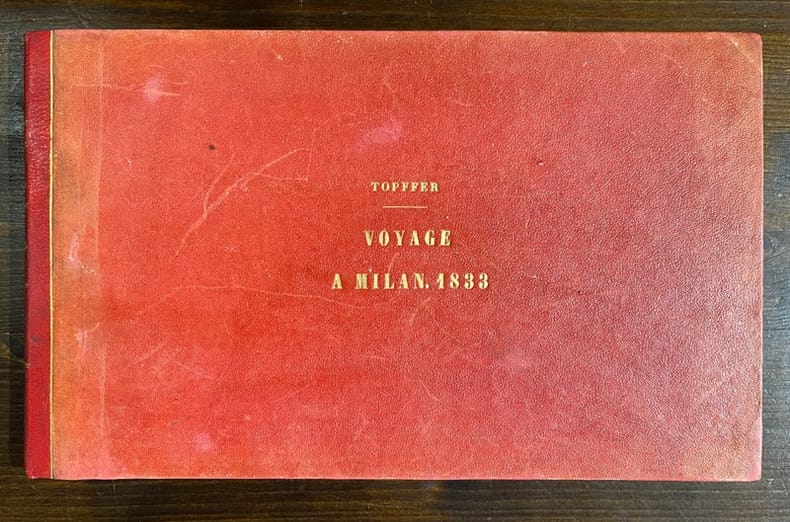 TOPFFER
VOYAGE
A MILAN. 1833